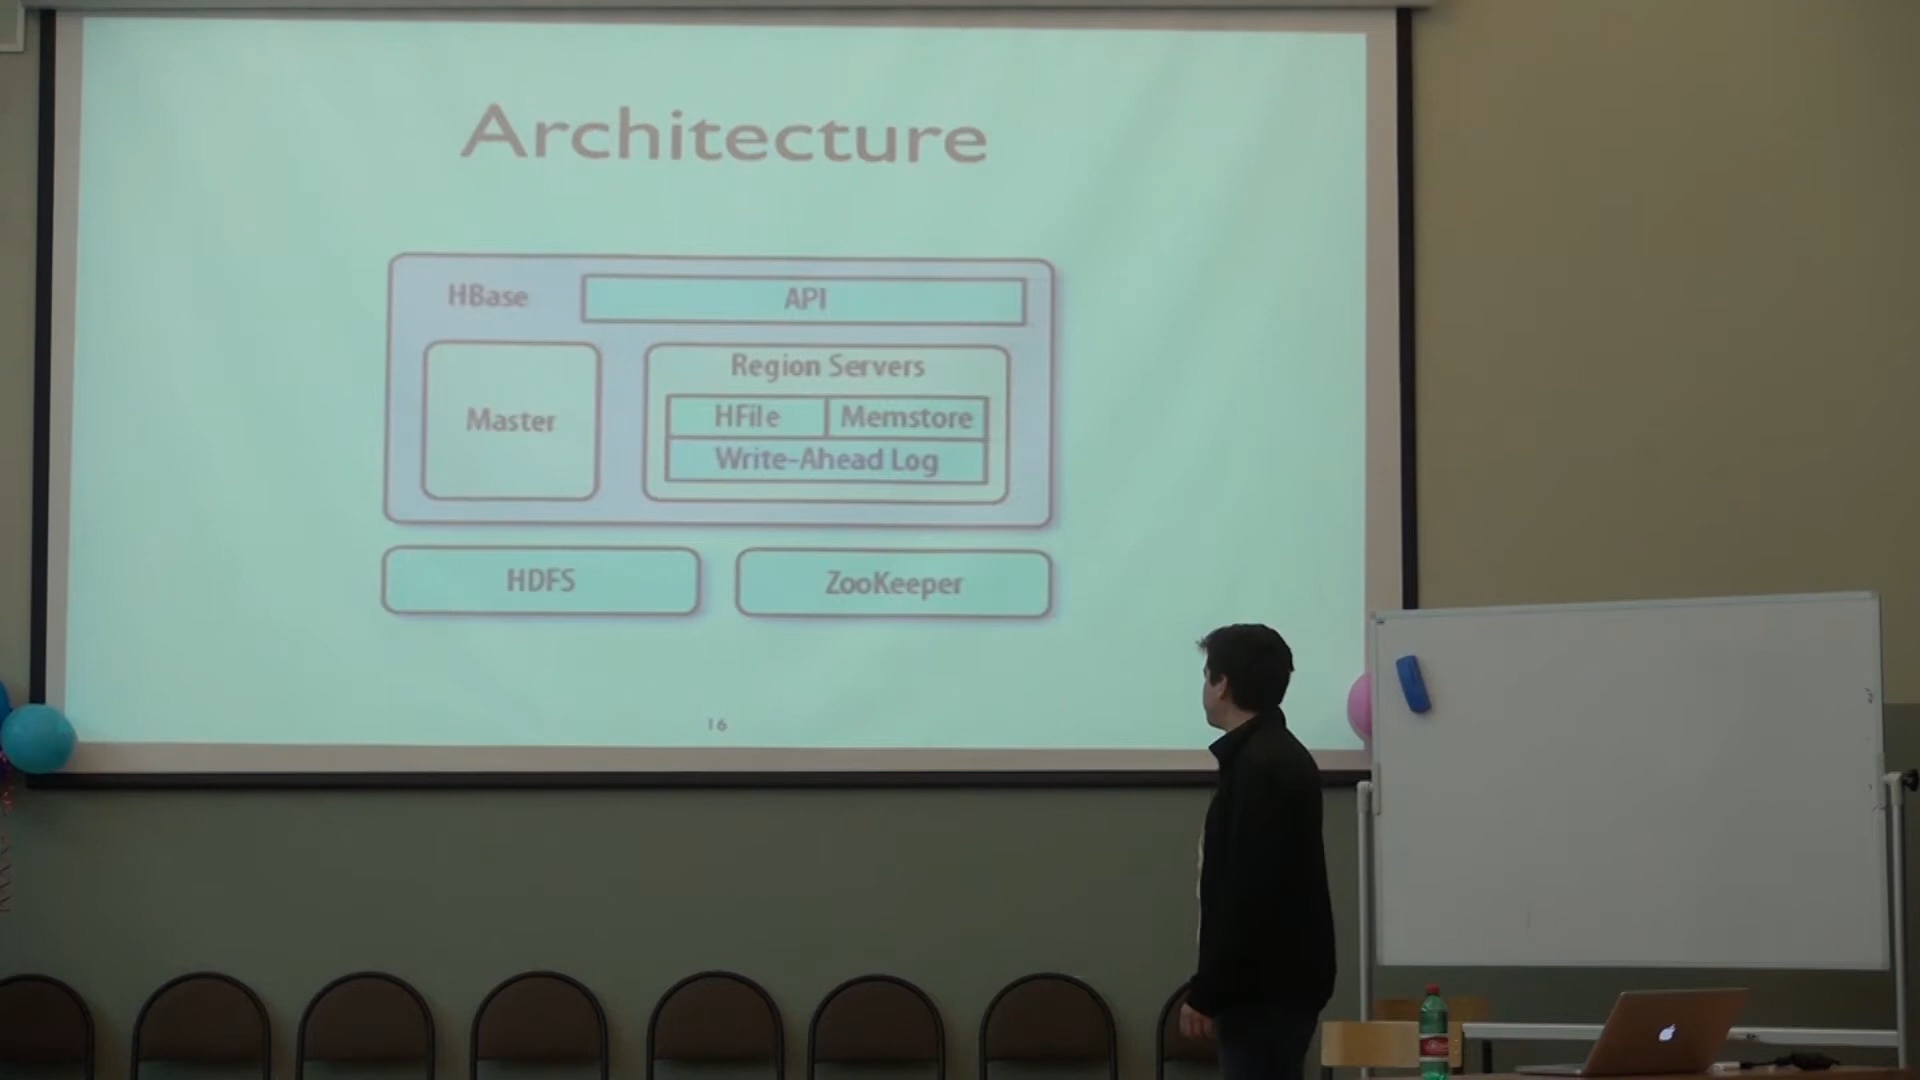 Architecture
HBase
API
Master
Region Servers
HFile
Memstore
Write-Ahead Log
HDFS
ZooKeeper
16